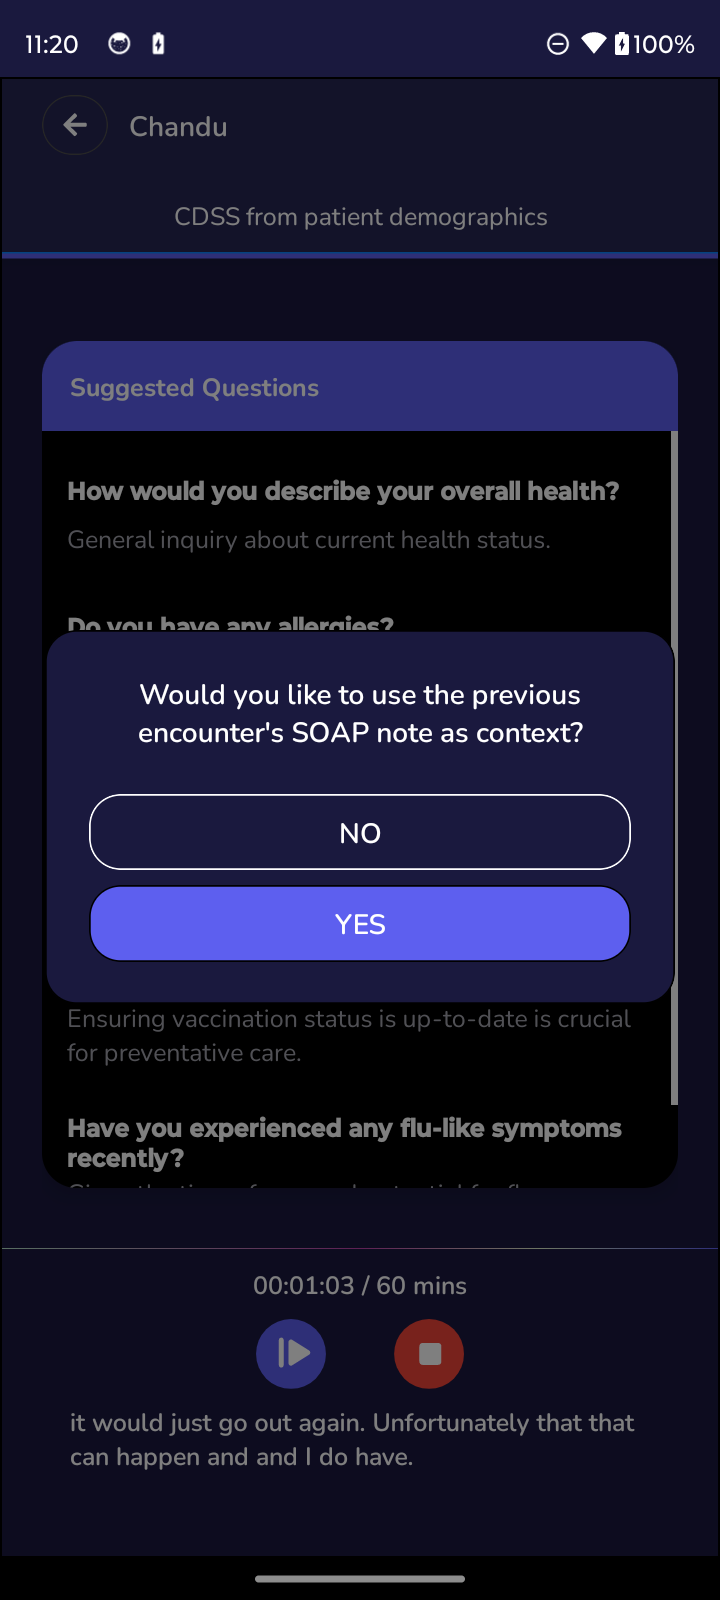 11:20
100%
Chandu
CDSS from patient demographics
Suggested Questions
How would you describe your overall health?
General inquiry about current health status.
Do you have any allergies?
Would you like to use the previous
encounter's SOAP note as context?
NO
YES
Ensuring vaccination status is up-to-date is crucial
for preventative care.
Have you experienced any flu-like symptoms
recently?
00:01:03 / 60 mins
it would just go out again. Unfortunately that that
can happen and and I do have.